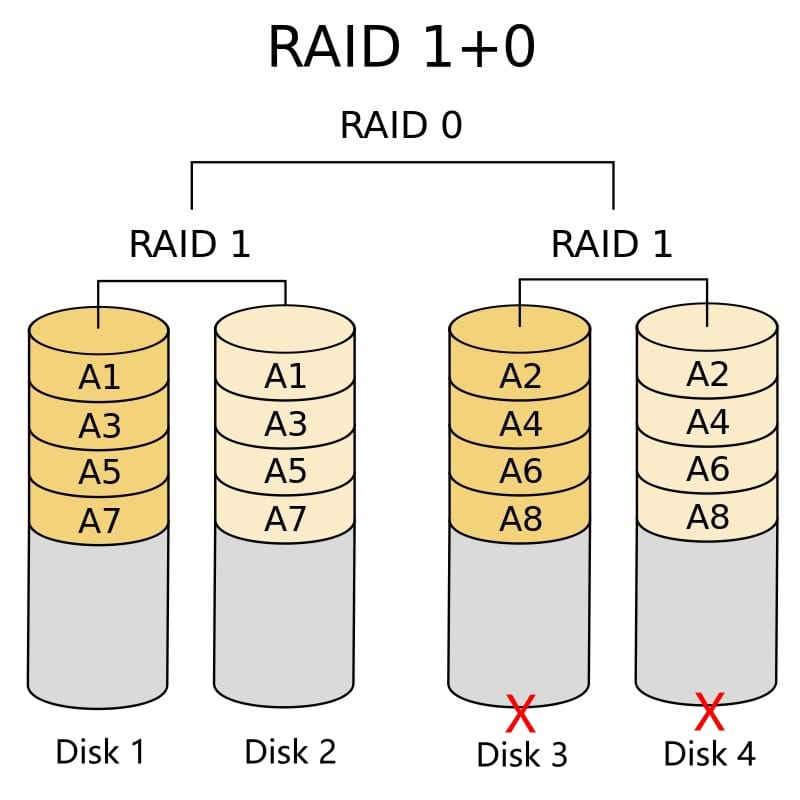 RAID 1+0
RAID 0
RAID 1
RAID 1
A1
A3
A5
A7
A1
A3
A5
A7
A2
A4
A6
A8
A2
A4
A6
A8
X
X
Disk 1
Disk 2
Disk 3
Disk 4